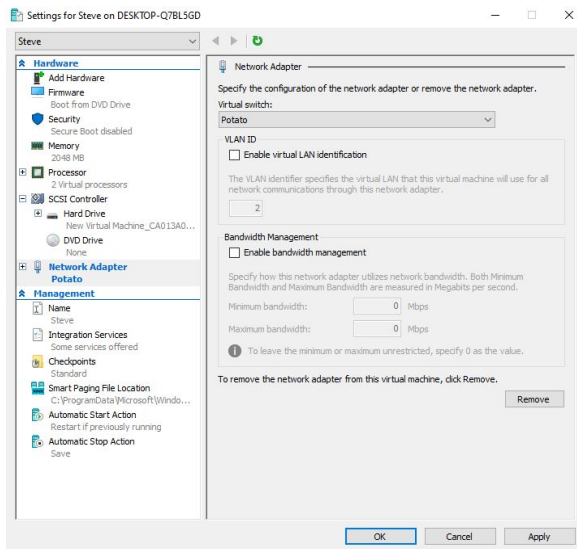 Settings for Steve on DESKTOP-Q7BL5GD
Steve
Hardware
Add Hardware
Firmware
Boot from DVD Drive
Security
Secure Boot disabled
Memory
2048 MB
Processor
2 Virtual processors
SCSI Controller
Hard Drive
New Virtual Machine_CA013A0...
DVD Drive
None
Network Adapter
Potato
Management
Name
Steve
Integration Services
Some services offered
Checkpoints
Standard
Smart Paging File Location
C:\ProgramData\Microsoft\Windo...
Automatic Start Action
Restart if previously running
Automatic Stop Action
Save
Network Adapter
Specify the configuration of the network adapter or remove the network adapter.
Virtual switch:
Potato
VLAN ID
Enable virtual LAN identification
The VLAN identifier specifies the virtual LAN that this virtual machine will use for all
network communications through this network adapter.
2
Bandwidth Management
Enable bandwidth management
Specify how this network adapter utilizes network bandwidth. Both Minimum
Bandwidth and Maximum Bandwidth are measured in Megabits per second.
Minimum bandwidth: 0 Mbps
Maximum bandwidth: 0 Mbps
To leave the minimum or maximum unrestricted, specify 0 as the value.
To remove the network adapter from this virtual machine, click Remove.
Remove
OK Cancel Apply